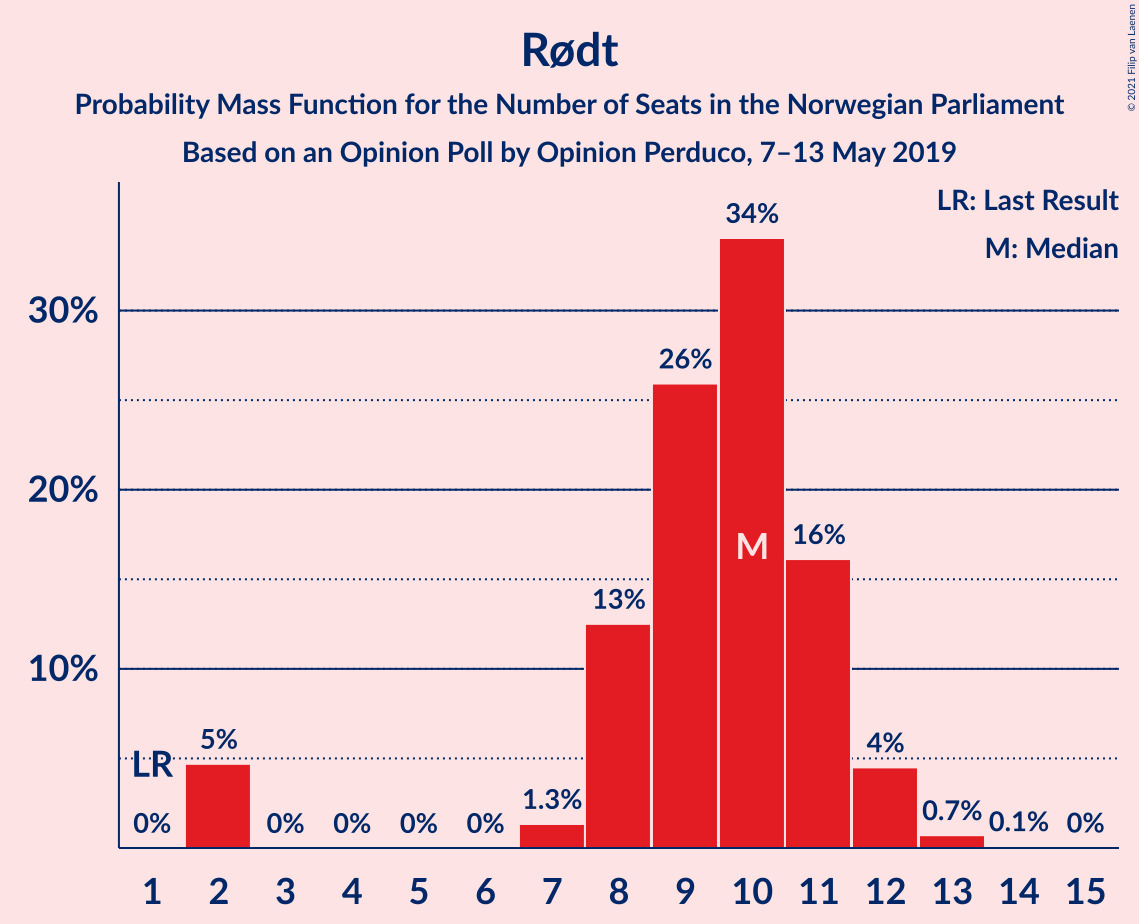 Rødt
Probability Mass Function for the Number of Seats in the Norwegian Parliament
Based on an Opinion Poll by Opinion Perduco, 7–13 May 2019
© 2021 Filip van Laenen
LR: Last Result
M: Median
30%
20%
10%
LR
0%
5%
0%
0%
0%
0%
1.3%
13%
26%
34%
M
16%
4%
0.7%
0.1%
0%
1 2 3 4 5 6 7 8 9 10 11 12 13 14 15